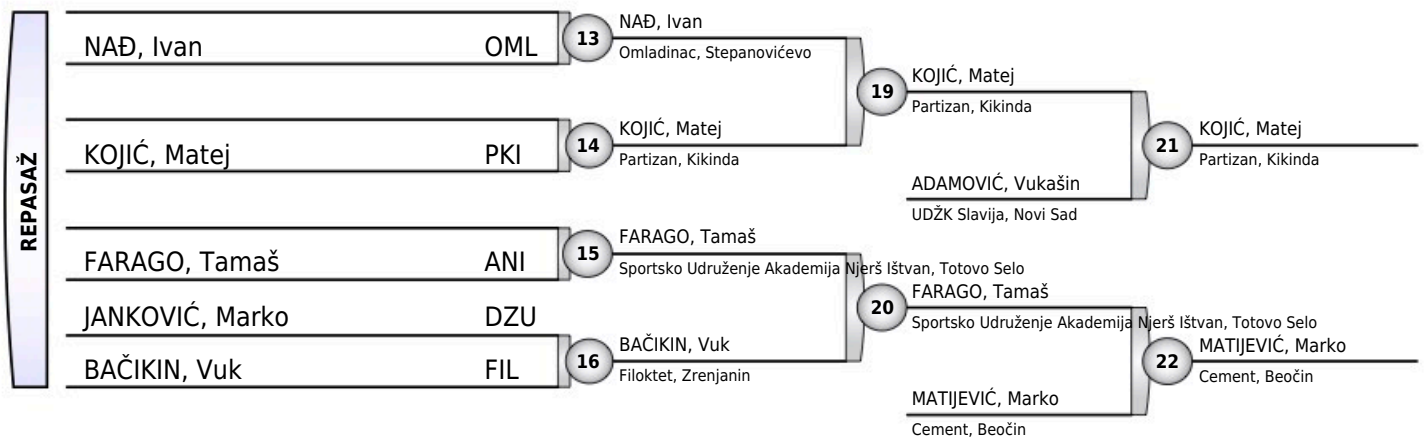 REPASAŽ
NAĐ, Ivan OML
KOJIĆ, Matej PKI
FARAGO, Tamaš ANI
JANKOVIĆ, Marko DZU
BAČIKIN, Vuk FIL
13
NAĐ, Ivan
Omladinac, Stepanovićevo
14
KOJIĆ, Matej
Partizan, Kikinda
15
FARAGO, Tamaš
Sportsko Udruženje Akademija Njerš Ištvan, Totovo Selo
16
BAČIKIN, Vuk
Filoktet, Zrenjanin
19
KOJIĆ, Matej
Partizan, Kikinda
ADAMOVIĆ, Vukašin
UDŽK Slavija, Novi Sad
20
FARAGO, Tamaš
Sportsko Udruženje Akademija Njerš Ištvan, Totovo Selo
MATIJEVIĆ, Marko
Cement, Beočin
21
KOJIĆ, Matej
Partizan, Kikinda
22
MATIJEVIĆ, Marko
Cement, Beočin